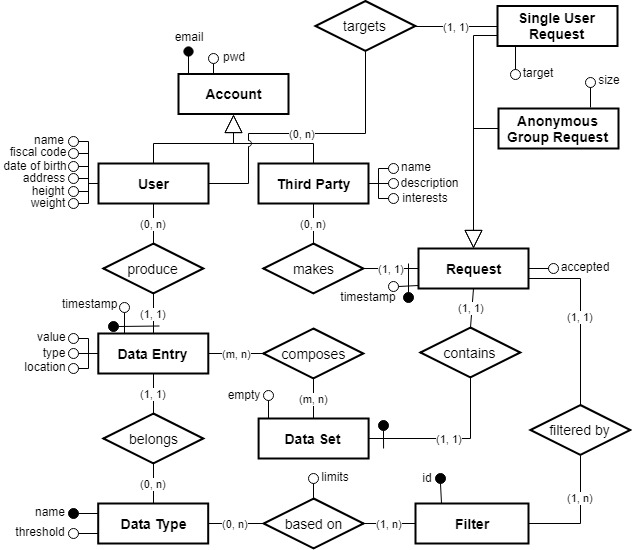 targets
(1, 1)
Single User
Request
email
pwd
target
size
Account
Anonymous
Group Request
(0, n)
name
fiscal code
date of birth
address
height
weight
User
Third Party
name
description
interests
(0, n)
(0, n)
produce
makes
(1, 1)
Request
accepted
timestamp
timestamp
(1, 1)
(1, 1)
(1, 1)
value
type
location
Data Entry
(m, n)
composes
contains
(1, 1)
empty
(m, n)
belongs
Data Set
(1, 1)
filtered by
(0, n)
limits
id
(1, n)
name
threshold
Data Type
(0, n)
based on
(1, n)
Filter